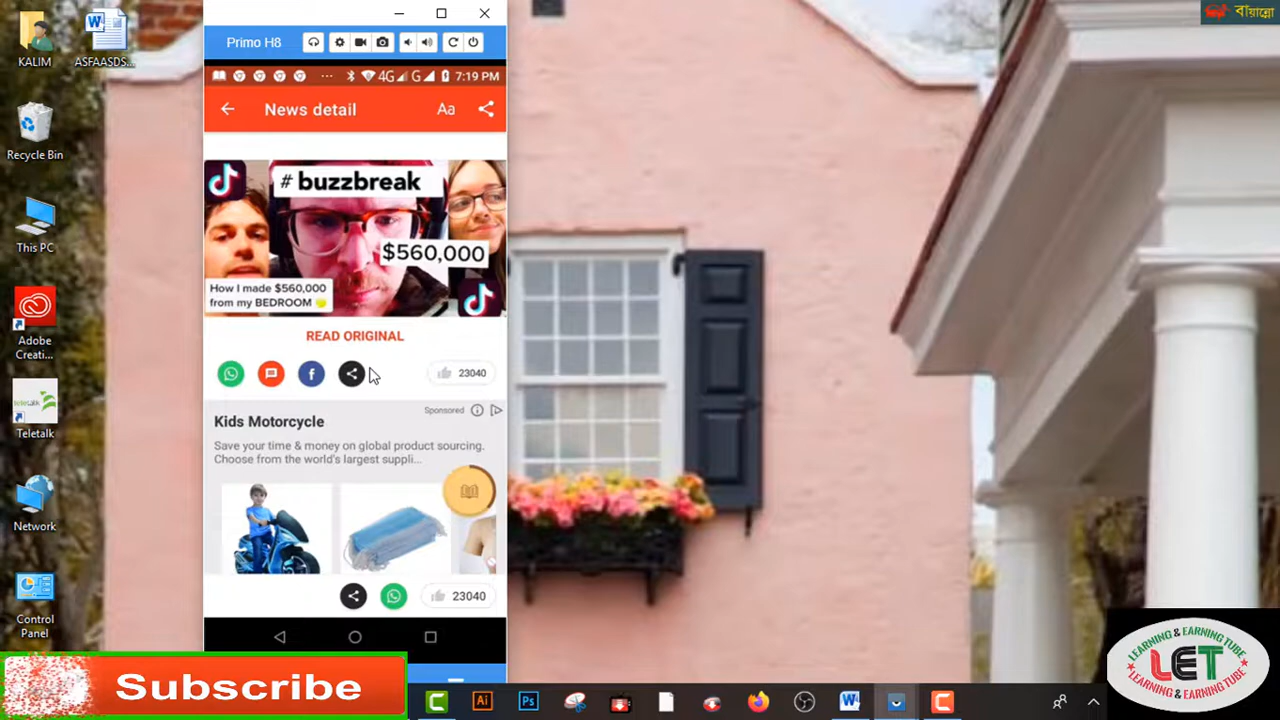 KALIM
ASFAASDS...
Recycle Bin
This PC
Adobe
Creati...
Teletalk
Network
Control
Panel
Primo H8
4G
G
7:19 PM
News detail
Aa
# buzzbreak
$560,000
How I made $560,000
from my BEDROOM
READ ORIGINAL
23040
Sponsored
Kids Motorcycle
Save your time & money on global product sourcing.
Choose from the world's largest suppli...
23040
Subscribe
Ai
Ps
বায়ান্নো
LEARNING & EARNING TUBE
LET
LEARNING & EARNING TUBE